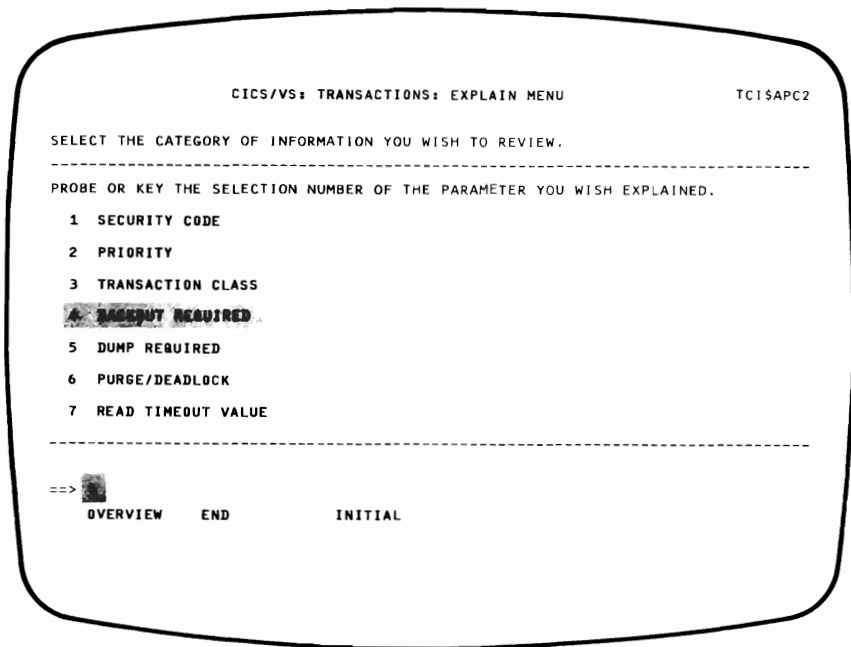 CICS/VS: TRANSACTIONS: EXPLAIN MENU TCI$APC2
SELECT THE CATEGORY OF INFORMATION YOU WISH TO REVIEW.
--------------------------------------------------------------------------------
PROBE OR KEY THE SELECTION NUMBER OF THE PARAMETER YOU WISH EXPLAINED.
1 SECURITY CODE
2 PRIORITY
3 TRANSACTION CLASS
4 BACKOUT REQUIRED
5 DUMP REQUIRED
6 PURGE/DEADLOCK
7 READ TIMEOUT VALUE
--------------------------------------------------------------------------------
==>
OVERVIEW END INITIAL